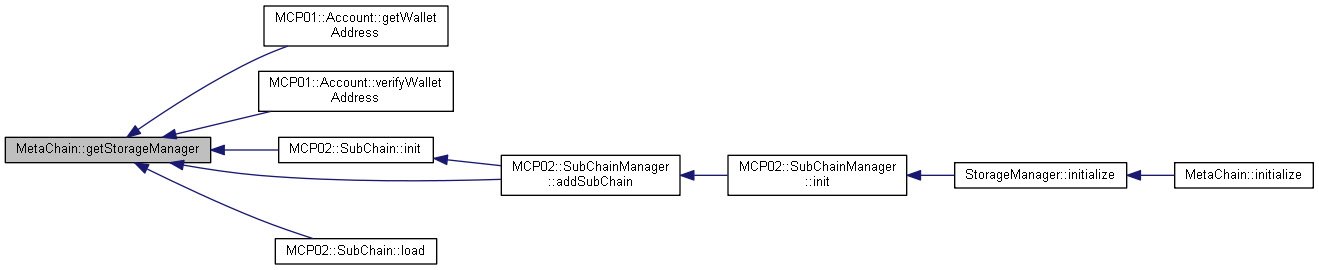 MCP01::Account::getWallet
Address
MCP01::Account::verifyWallet
Address
MetaChain::getStorageManager
MCP02::SubChain::init
MCP02::SubChainManager
::addSubChain
MCP02::SubChainManager
::init
StorageManager::initialize
MetaChain::initialize
MCP02::SubChain::load